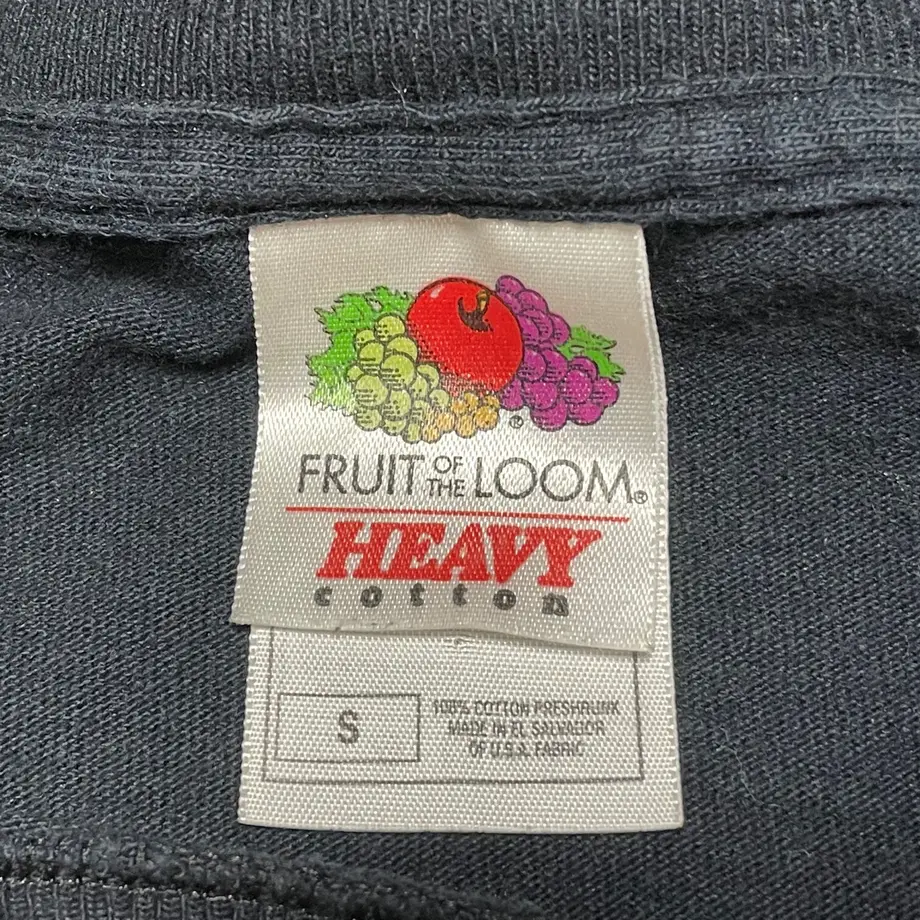 ®
FRUIT OF THE LOOM®
HEAVY
cotton
S
100% COTTON PRESHRUNK
MADE IN EL SALVADOR
OF U.S.A. FABRIC